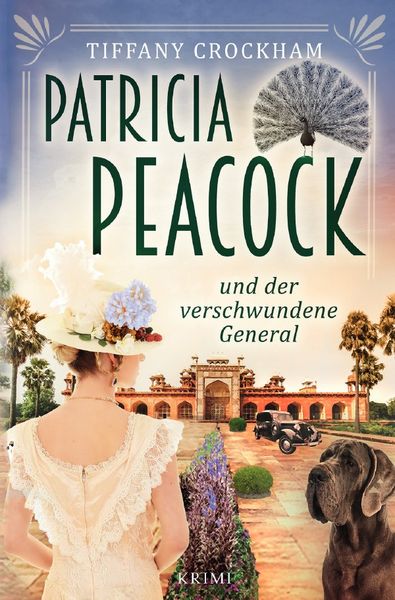 TIFFANY CROCKHAM
PATRICIA
PEACOCK
und der
verschwundene
General
KRIMI